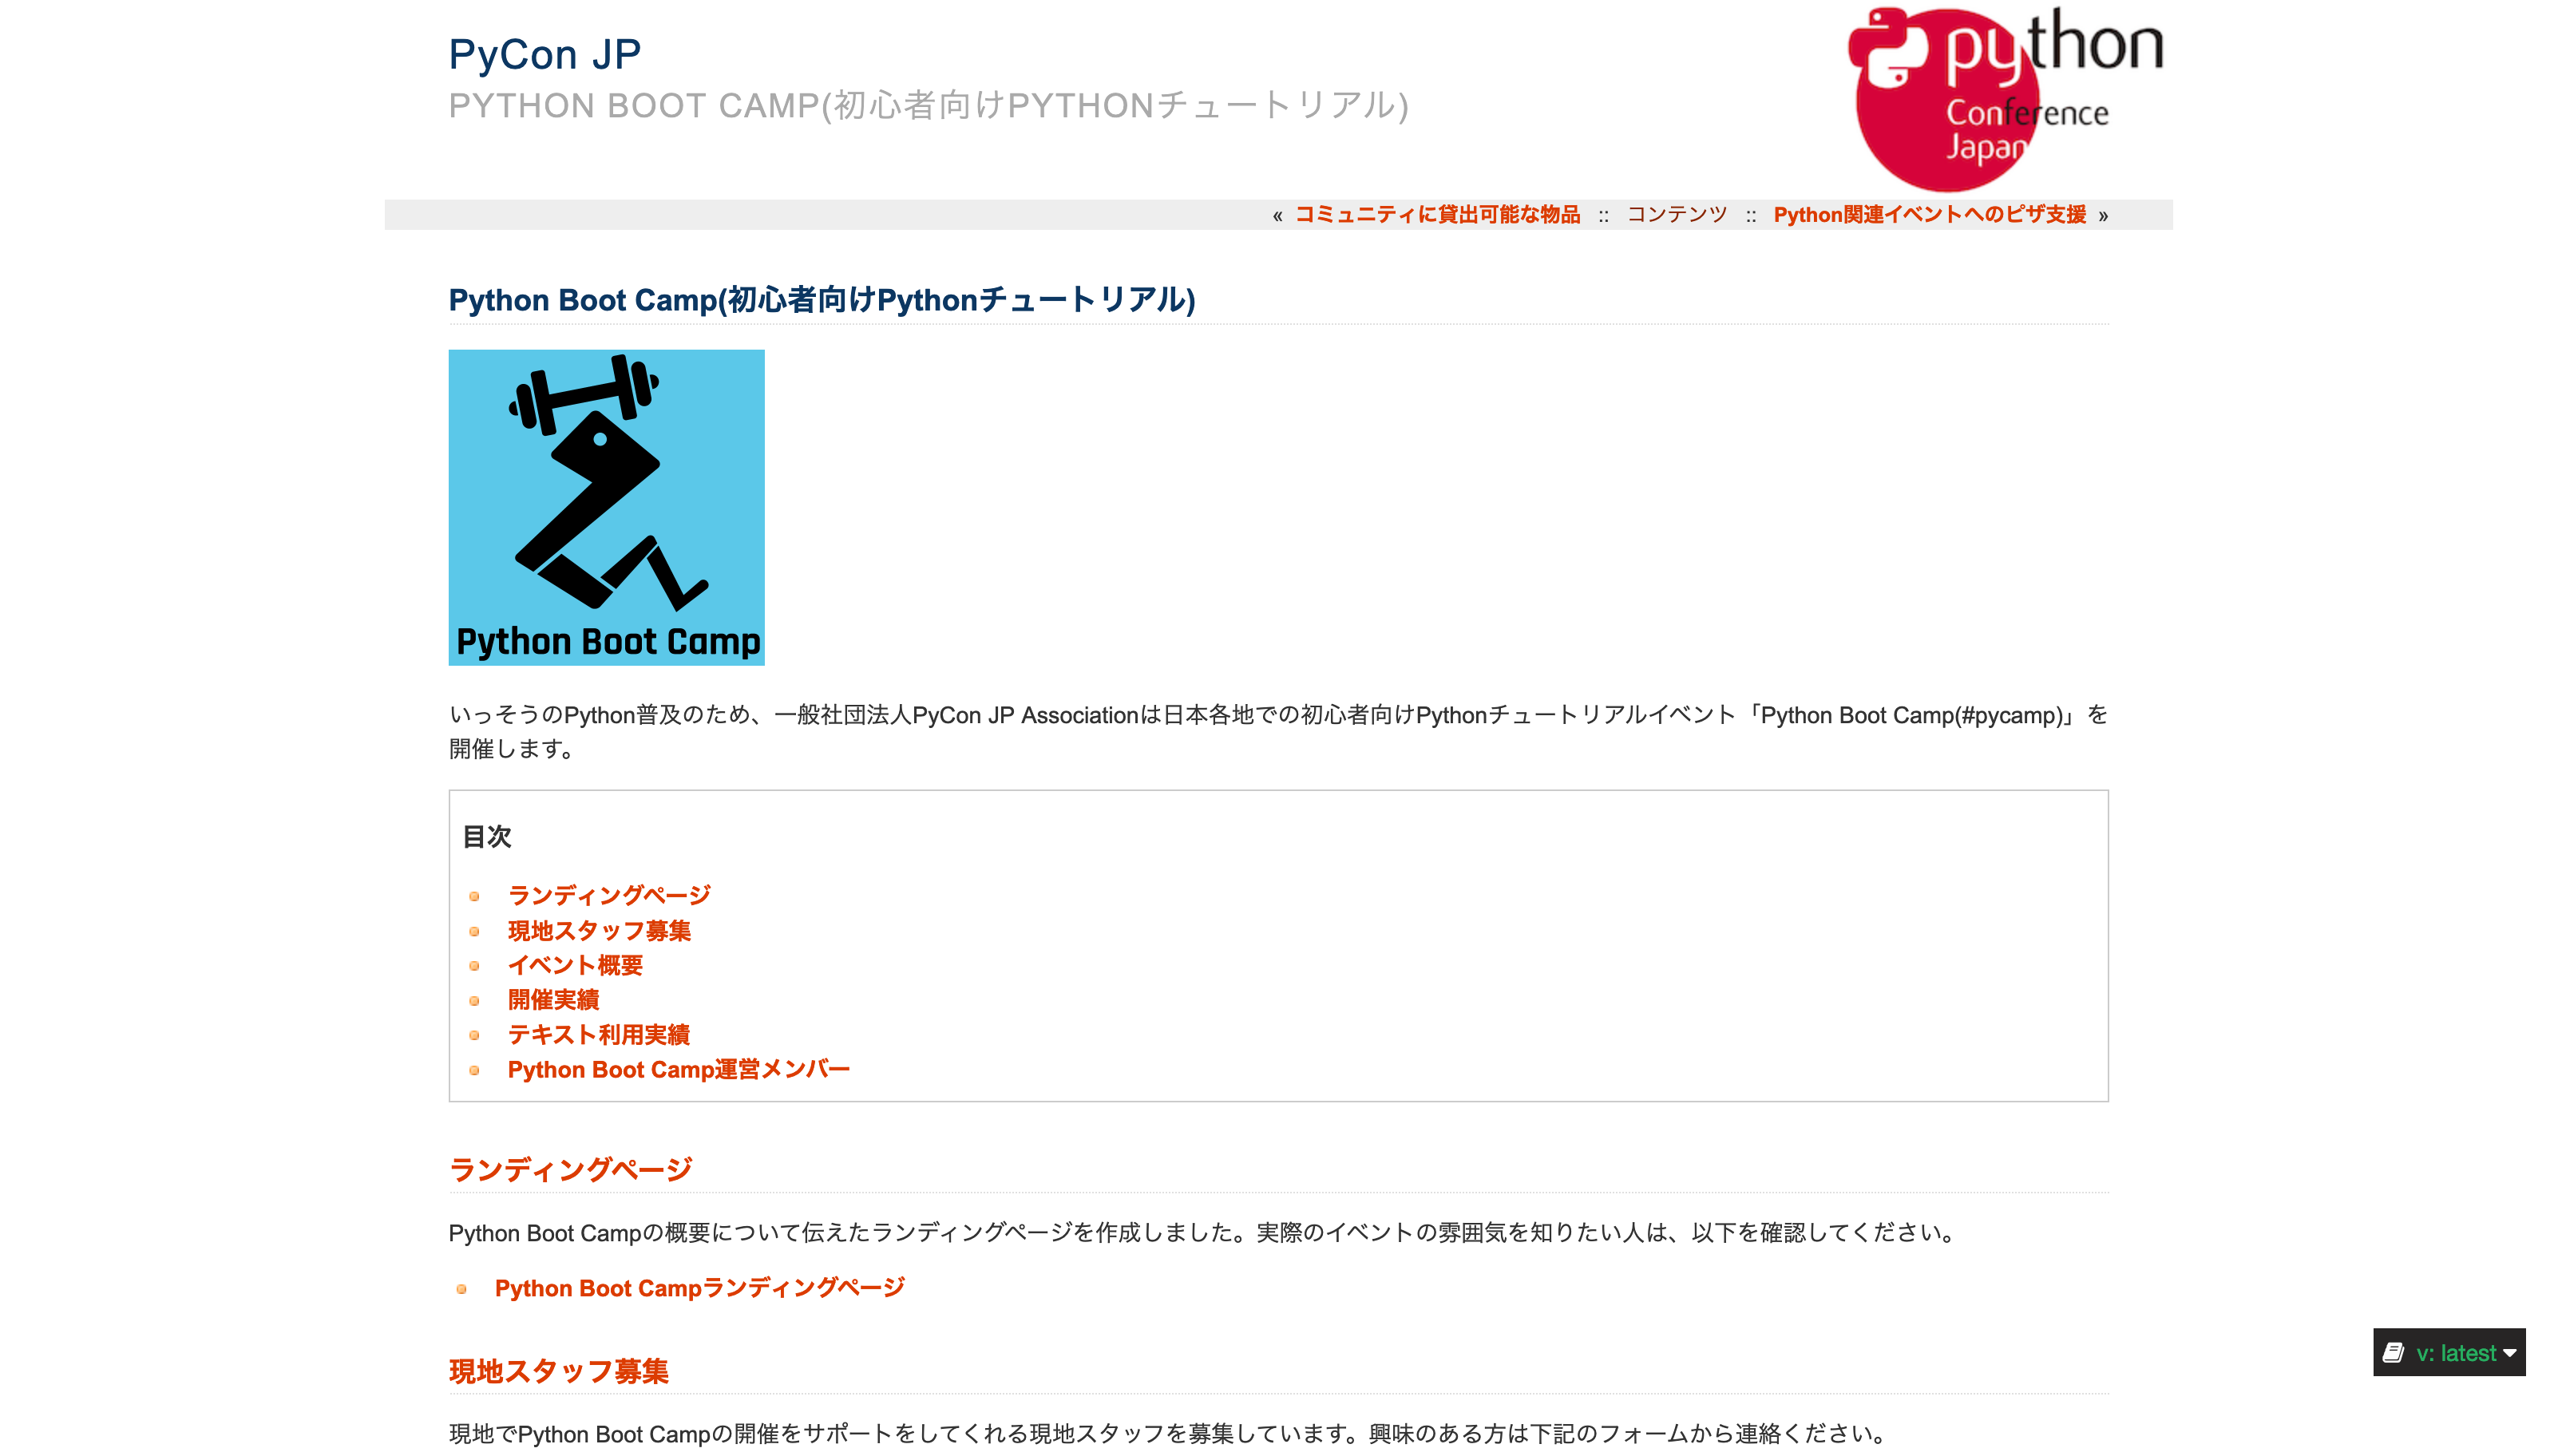 PyCon JP
PYTHON BOOT CAMP(初心者向けPYTHONチュートリアル)
python
Conference
Japan
« コミュニティに貸出可能な物品 :: コンテンツ :: Python関連イベントへのピザ支援 »
Python Boot Camp(初心者向けPythonチュートリアル)
Python Boot Camp
いっそうのPython普及のため、一般社団法人PyCon JP Associationは日本各地での初心者向けPythonチュートリアルイベント「Python Boot Camp(#pycamp)」を
開催します。
目次
ランディングページ
現地スタッフ募集
イベント概要
開催実績
テキスト利用実績
Python Boot Camp運営メンバー
ランディングページ
Python Boot Campの概要について伝えたランディングページを作成しました。実際のイベントの雰囲気を知りたい人は、以下を確認してください。
Python Boot Campランディングページ
現地スタッフ募集
現地でPython Boot Campの開催をサポートをしてくれる現地スタッフを募集しています。興味のある方は下記のフォームから連絡ください。
v: latest